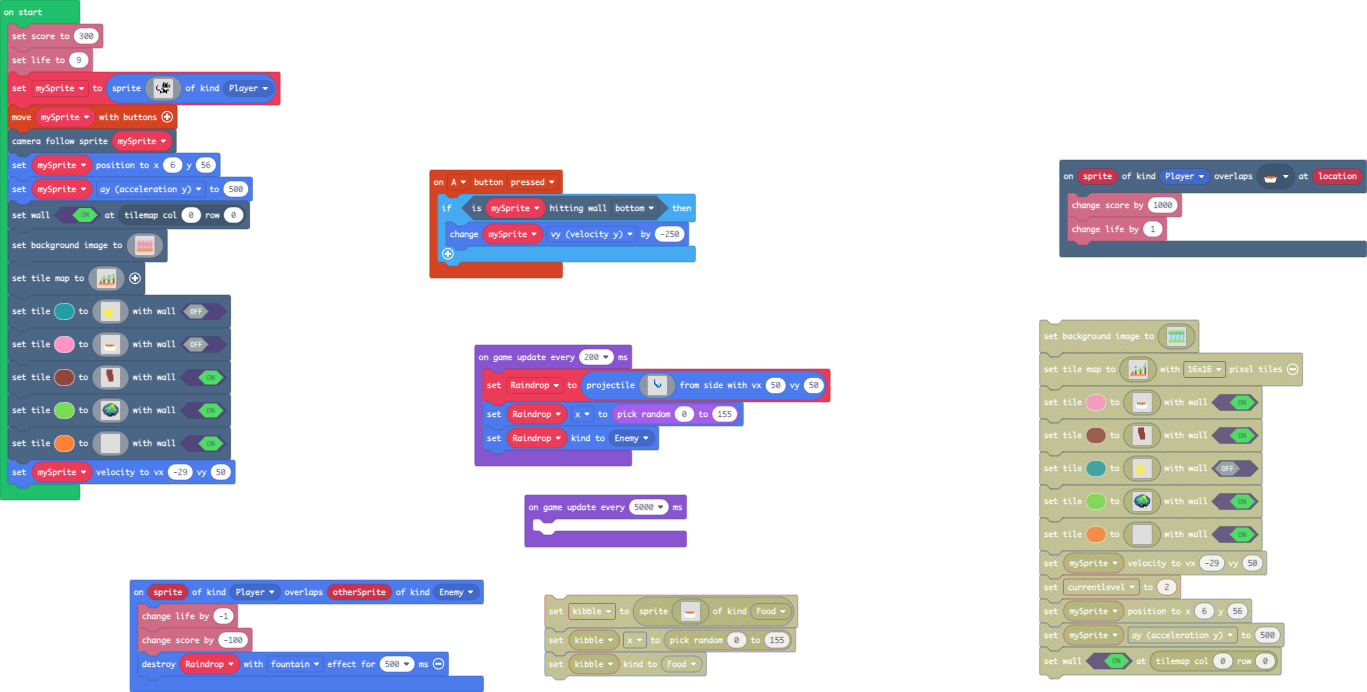 on start
set score to 300
set life to 9
set mySprite to sprite of kind Player
move mySprite with buttons
camera follow sprite mySprite
set mySprite position to x 6 y 56
set mySprite ay (acceleration y) to 500
set wall ON at tilemap col 0 row 0
set background image to
set tile map to
set tile to with wall OFF
set tile to with wall OFF
set tile to with wall ON
set tile to with wall ON
set tile to with wall ON
set mySprite velocity to vx -29 vy 50
on A button pressed
if is mySprite hitting wall bottom then
change mySprite vy (velocity y) by -250
on game update every 200 ms
set Raindrop to projectile from side with vx 50 vy 50
set Raindrop x to pick random 0 to 155
set Raindrop kind to Enemy
on game update every 5000 ms
on sprite of kind Player overlaps otherSprite of kind Enemy
change life by -1
change score by -100
destroy Raindrop with fountain effect for 500 ms
set kibble to sprite of kind Food
set kibble x to pick random 0 to 155
set kibble kind to Food
on sprite of kind Player overlaps at location
change score by 1000
change life by 1
set background image to
set tile map to with 16x16 pixel tiles
set tile to with wall ON
set tile to with wall ON
set tile to with wall OFF
set tile to with wall ON
set tile to with wall ON
set mySprite velocity to vx -29 vy 50
set currentlevel to 2
set mySprite position to x 6 y 56
set mySprite ay (acceleration y) to 500
set wall ON at tilemap col 0 row 0